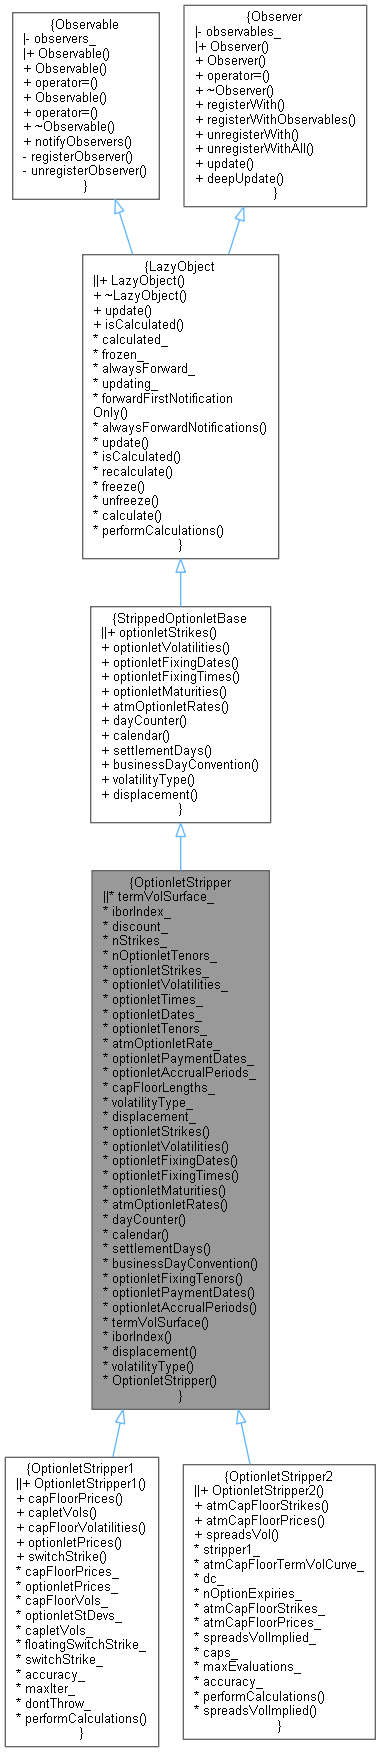 {Observable
|- observers_
|+ Observable()
+ Observable()
+ operator=()
+ Observable()
+ operator=()
+ ~Observable()
+ notifyObservers()
- registerObserver()
- unregisterObserver()
}
{Observer
|- observables_
|+ Observer()
+ Observer()
+ operator=()
+ ~Observer()
+ registerWith()
+ registerWithObservables()
+ unregisterWith()
+ unregisterWithAll()
+ update()
+ deepUpdate()
}
{LazyObject
||+ LazyObject()
+ ~LazyObject()
+ update()
+ isCalculated()
* calculated_
* frozen_
* alwaysForward_
* updating_
* forwardFirstNotification
Only()
* alwaysForwardNotifications()
* update()
* isCalculated()
* recalculate()
* freeze()
* unfreeze()
* calculate()
* performCalculations()
}
{StrippedOptionletBase
||+ optionletStrikes()
+ optionletVolatilities()
+ optionletFixingDates()
+ optionletFixingTimes()
+ optionletMaturities()
+ atmOptionletRates()
+ dayCounter()
+ calendar()
+ settlementDays()
+ businessDayConvention()
+ volatilityType()
+ displacement()
}
{OptionletStripper
||* termVolSurface_
* iborIndex_
* discount_
* nStrikes_
* nOptionletTenors_
* optionletStrikes_
* optionletVolatilities_
* optionletTimes_
* optionletDates_
* optionletTenors_
* atmOptionletRate_
* optionletPaymentDates_
* optionletAccrualPeriods_
* capFloorLengths_
* volatilityType_
* displacement_
* optionletStrikes()
* optionletVolatilities()
* optionletFixingDates()
* optionletFixingTimes()
* optionletMaturities()
* atmOptionletRates()
* dayCounter()
* calendar()
* settlementDays()
* businessDayConvention()
* optionletFixingTenors()
* optionletPaymentDates()
* optionletAccrualPeriods()
* termVolSurface()
* iborIndex()
* displacement()
* volatilityType()
* OptionletStripper()
}
{OptionletStripper1
||+ OptionletStripper1()
+ capFloorPrices()
+ capletVols()
+ capFloorVolatilities()
+ optionletPrices()
+ switchStrike()
* capFloorPrices_
* optionletPrices_
* capFloorVols_
* optionletStDevs_
* capletVols_
* floatingSwitchStrike_
* switchStrike_
* accuracy_
* maxIter_
* dontThrow_
* performCalculations()
}
{OptionletStripper2
||+ OptionletStripper2()
+ atmCapFloorStrikes()
+ atmCapFloorPrices()
+ spreadsVol()
* stripper1_
* atmCapFloorTermVolCurve_
* dc_
* nOptionExpiries_
* atmCapFloorStrikes_
* atmCapFloorPrices_
* spreadsVolImplied_
* caps_
* maxEvaluations_
* accuracy_
* performCalculations()
* spreadsVolImplied()
}